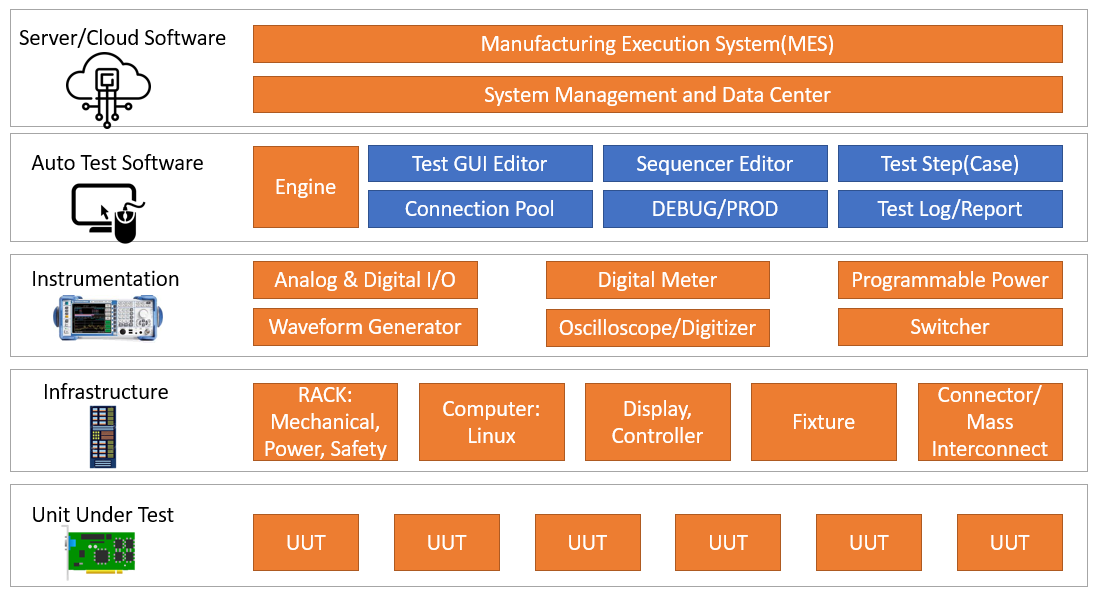 Server/Cloud Software
Manufacturing Execution System(MES)
System Management and Data Center
Auto Test Software
Engine
Test GUI Editor
Sequencer Editor
Test Step(Case)
Connection Pool
DEBUG/PROD
Test Log/Report
Instrumentation
Analog & Digital I/O
Digital Meter
Programmable Power
Waveform Generator
Oscilloscope/Digitizer
Switcher
Infrastructure
RACK:
Mechanical,
Power, Safety
Computer:
Linux
Display,
Controller
Fixture
Connector/
Mass
Interconnect
Unit Under Test
UUT
UUT
UUT
UUT
UUT
UUT